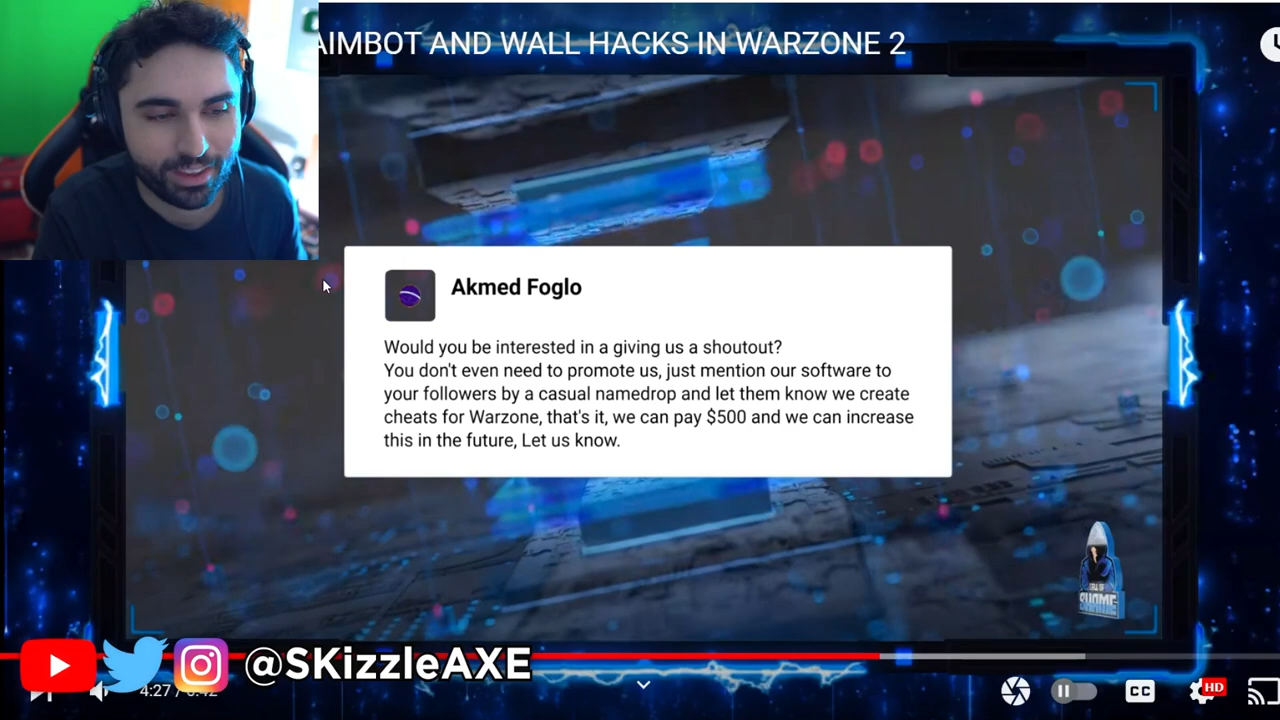 AIMBOT AND WALL HACKS IN WARZONE 2
Akmed Foglo
Would you be interested in a giving us a shoutout?
You don't even need to promote us, just mention our software to
your followers by a casual namedrop and let them know we create
cheats for Warzone, that's it, we can pay $500 and we can increase
this in the future, Let us know.
SHAME
@SKizzleAXE
4:27 /
CC
HD